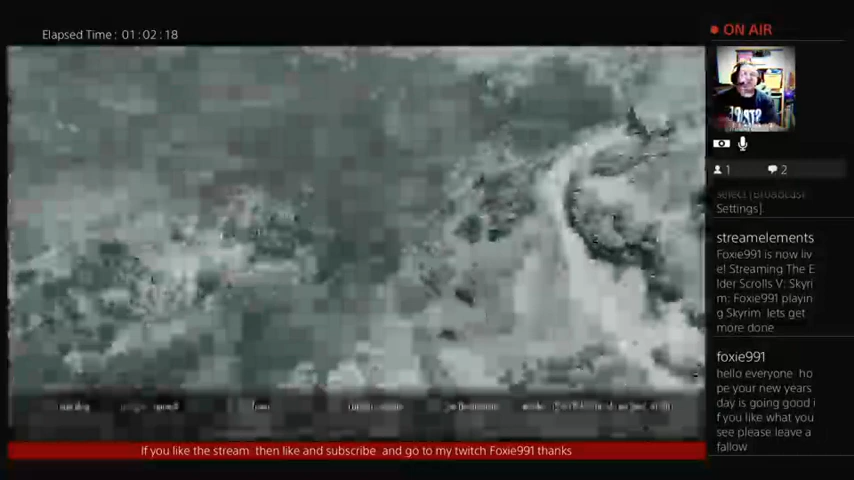 Elapsed Time : 01:02:18
ON AIR
1
2
select [Broadcast
Settings].
streamelements
Foxie991 is now liv
e! Streaming The E
lder Scrolls V: Skyri
m: Foxie991 playin
g Skyrim lets get
more done
foxie991
hello everyone ho
pe your new years
day is going good i
f you like what you
see please leave a
fallow
If you like the stream then like and subscribe and go to my twitch Foxie991 thanks